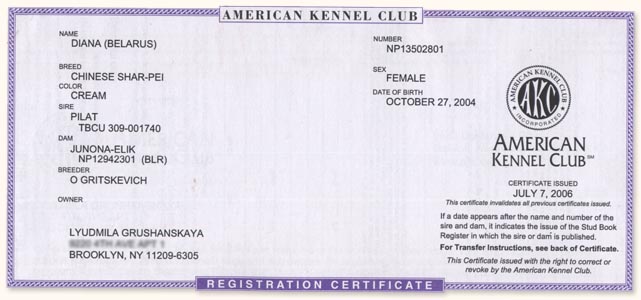 AMERICAN KENNEL CLUB
NAME
DIANA (BELARUS)
BREED
CHINESE SHAR-PEI
COLOR
CREAM
SIRE
PILAT
TBCU 309-001740
DAM
JUNONA-ELIK
NP12942301 (BLR)
BREEDER
O GRITSKEVICH
OWNER
LYUDMILA GRUSHANSKAYA
BROOKLYN, NY 11209-6305
NUMBER
NP13502801
SEX
FEMALE
DATE OF BIRTH
OCTOBER 27, 2004
AMERICAN KENNEL CLUB
AKC
INCORPORATED
AMERICAN
KENNEL CLUB℠
CERTIFICATE ISSUED
JULY 7, 2006
This certificate invalidates all previous certificates issued.
If a date appears after the name and number of the
sire and dam, it indicates the issue of the Stud Book
Register in which the sire or dam is published.
For Transfer Instructions, see back of Certificate.
This Certificate issued with the right to correct or
revoke by the American Kennel Club.
REGISTRATION CERTIFICATE